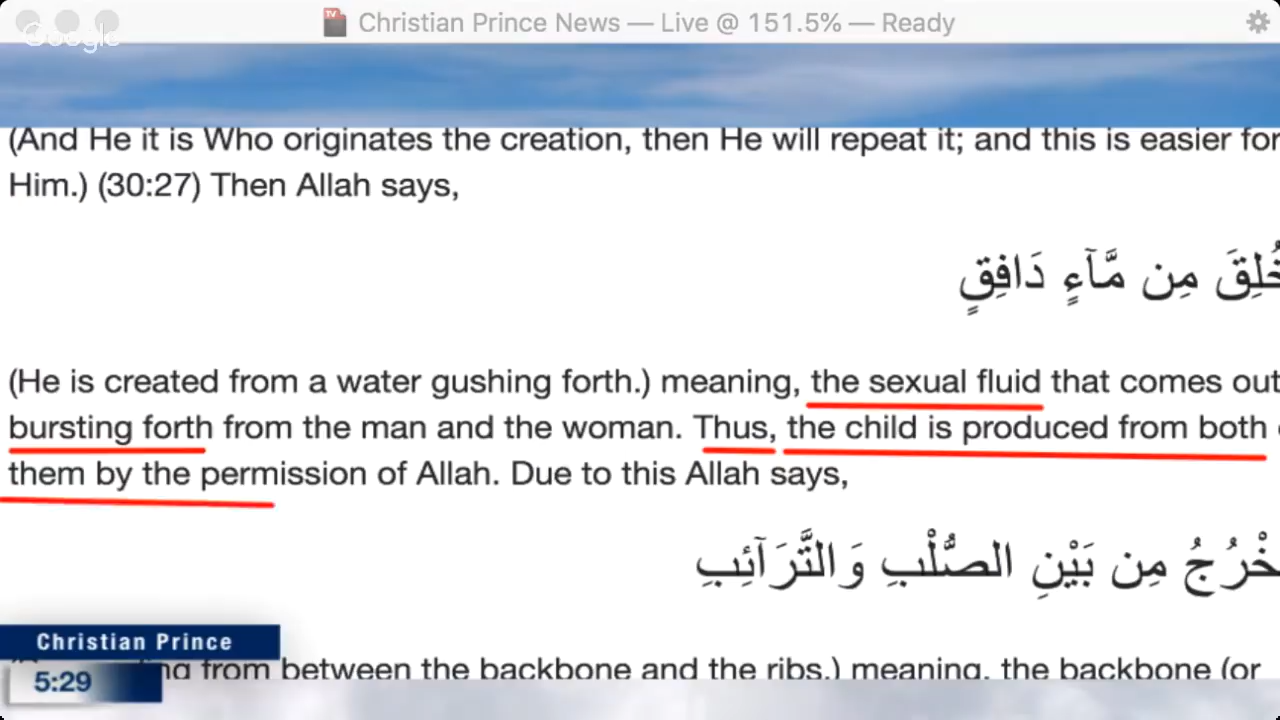 Christian Prince News — Live @ 151.5% — Ready
Google
(And He it is Who originates the creation, then He will repeat it; and this is easier for
Him.) (30:27) Then Allah says,
خُلِقَ مِن مَّآءٍ دَافِقٍ
(He is created from a water gushing forth.) meaning, the sexual fluid that comes out
bursting forth from the man and the woman. Thus, the child is produced from both
them by the permission of Allah. Due to this Allah says,
خْرُجُ مِن بَيْنِ الصُّلْبِ وَالتَّرَآئِبِ
from between the backbone and the ribs.) meaning, the backbone (or
Christian Prince
5:29